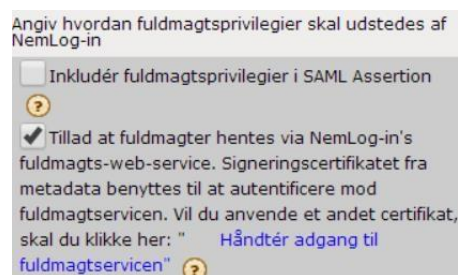 Angiv hvordan fuldmagtsprivilegier skal udstedes af
NemLog-in
Inkludér fuldmagtsprivilegier i SAML Assertion
?
Tillad at fuldmagter hentes via NemLog-in's
fuldmagts-web-service. Signeringscertifikatet fra
metadata benyttes til at autentificere mod
fuldmagtservicen. Vil du anvende et andet certifikat,
skal du klikke her: " Håndtér adgang til
fuldmagtservicen" ?